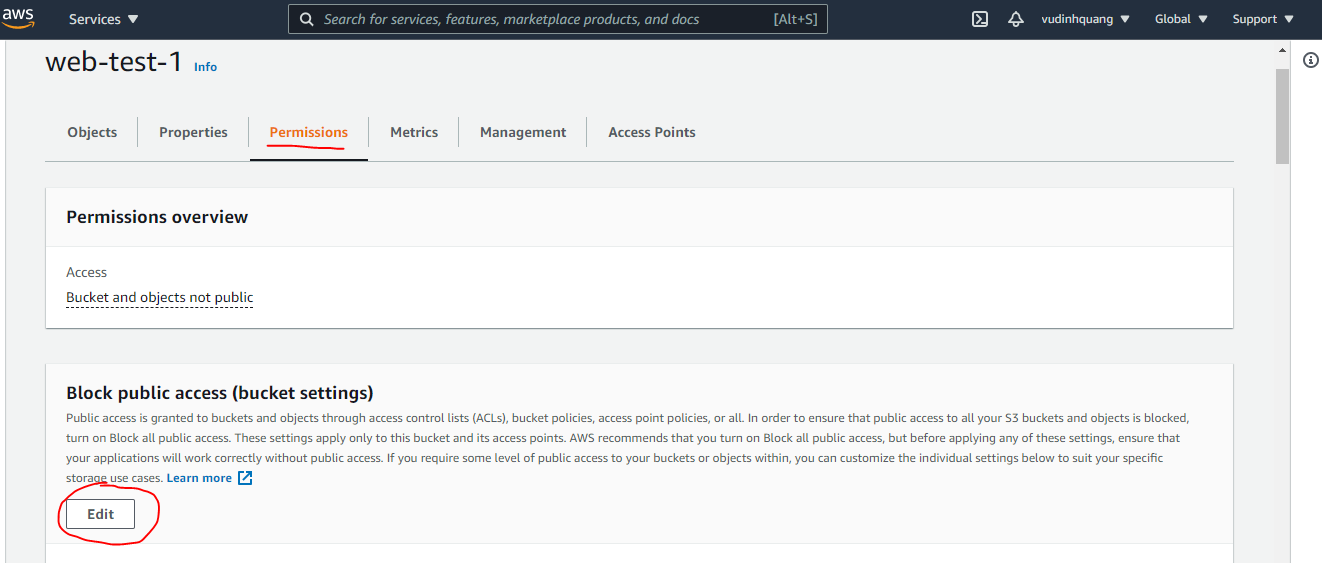 aws Services Search for services, features, marketplace products, and docs [Alt+S] vudinhquang Global Support
web-test-1 Info
Objects Properties Permissions Metrics Management Access Points
Permissions overview
Access
Bucket and objects not public
Block public access (bucket settings)
Public access is granted to buckets and objects through access control lists (ACLs), bucket policies, access point policies, or all. In order to ensure that public access to all your S3 buckets and objects is blocked,
turn on Block all public access. These settings apply only to this bucket and its access points. AWS recommends that you turn on Block all public access, but before applying any of these settings, ensure that
your applications will work correctly without public access. If you require some level of public access to your buckets or objects within, you can customize the individual settings below to suit your specific
storage use cases. Learn more
Edit